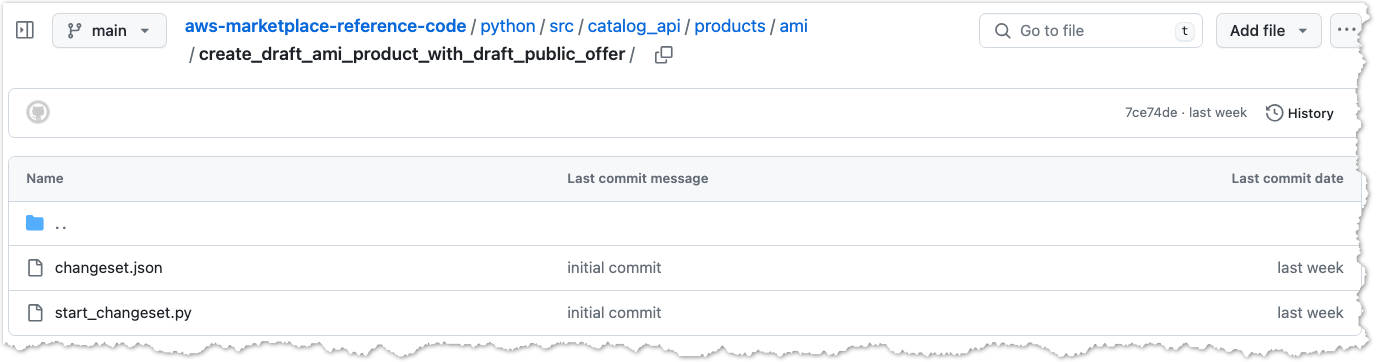 main
aws-marketplace-reference-code / python / src / catalog_api / products / ami
/ create_draft_ami_product_with_draft_public_offer /
Go to file
t
Add file
...
7ce74de · last week
History
Name Last commit message Last commit date
..
changeset.json initial commit last week
start_changeset.py initial commit last week